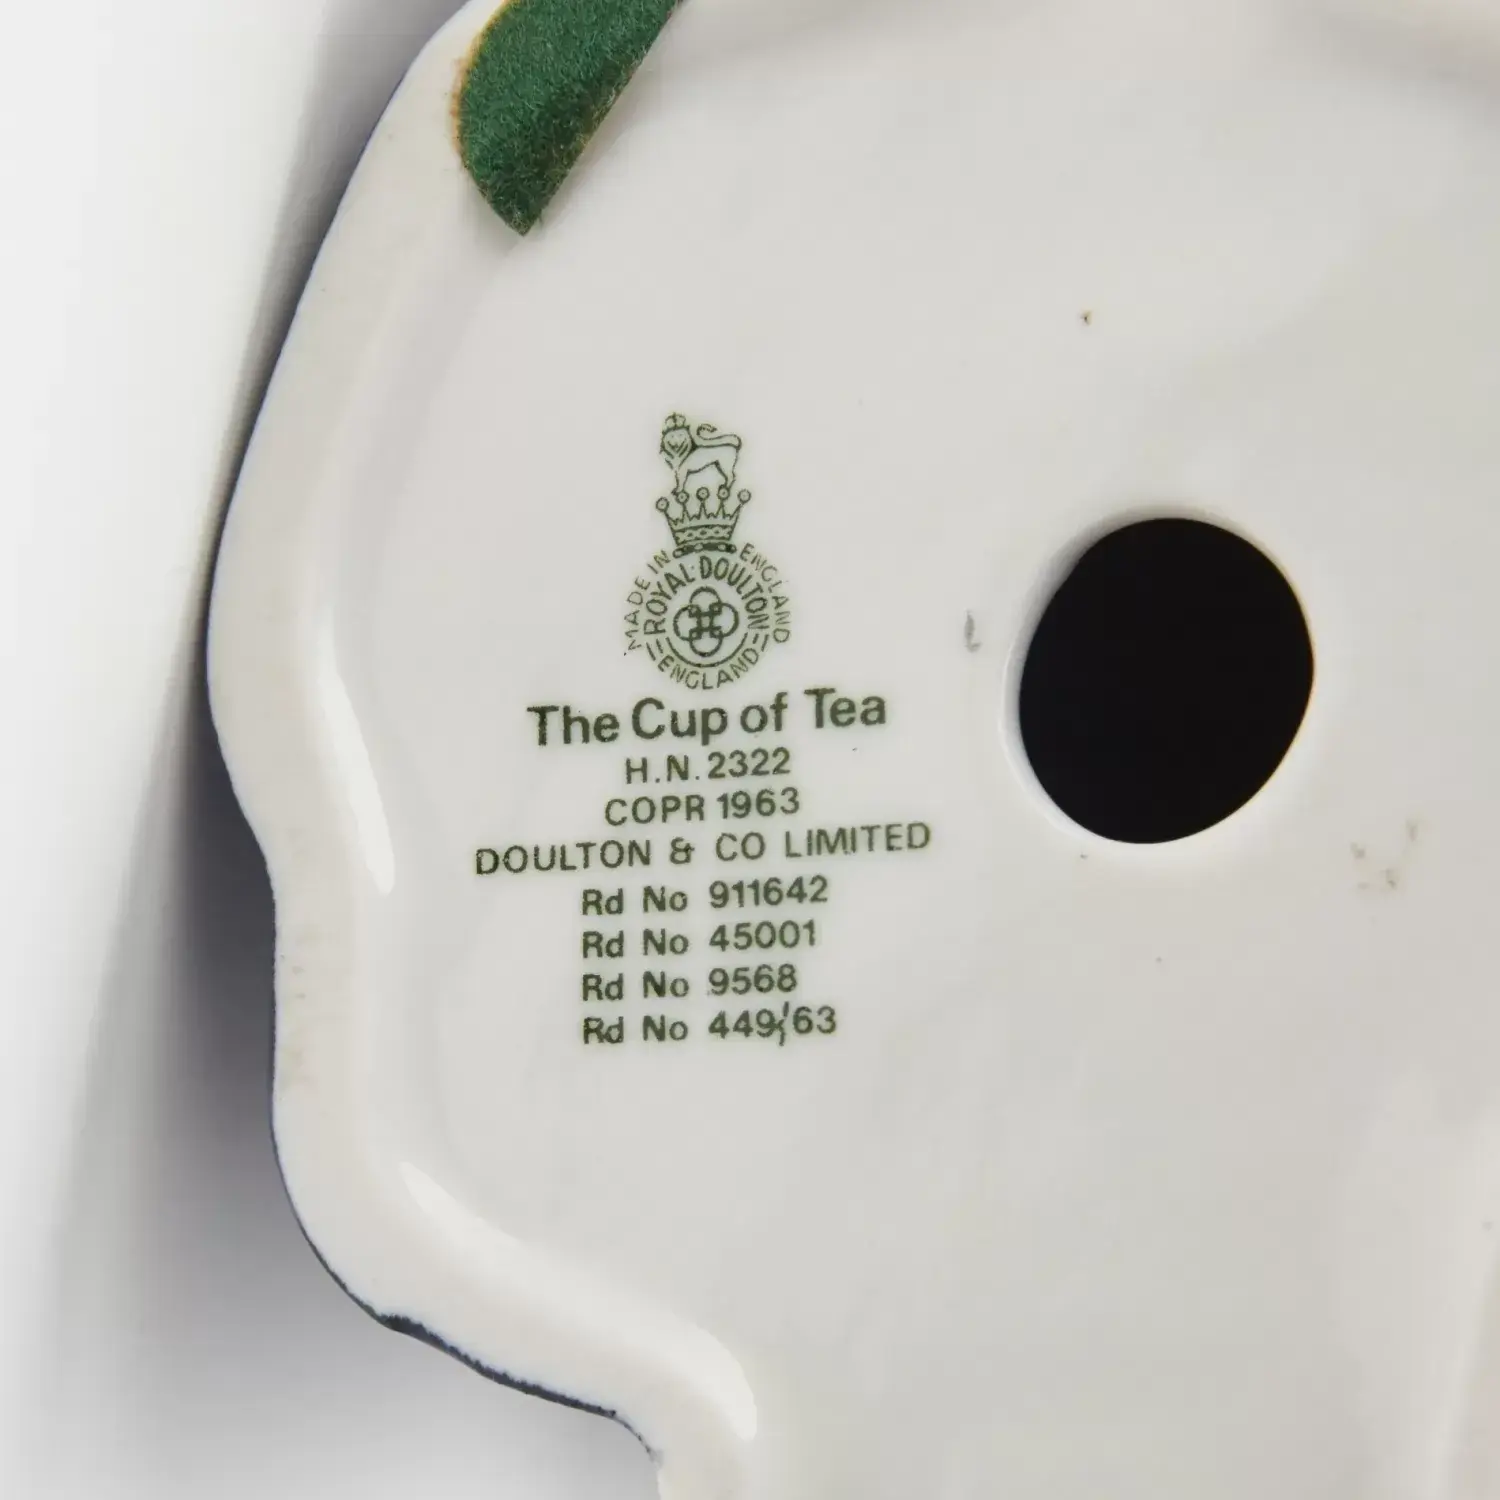 MADE IN ENGLAND
ROYAL DOULTON
ENGLAND
The Cup of Tea
H.N. 2322
COPR 1963
DOULTON & CO LIMITED
Rd No 911642
Rd No 45001
Rd No 9568
Rd No 449/63